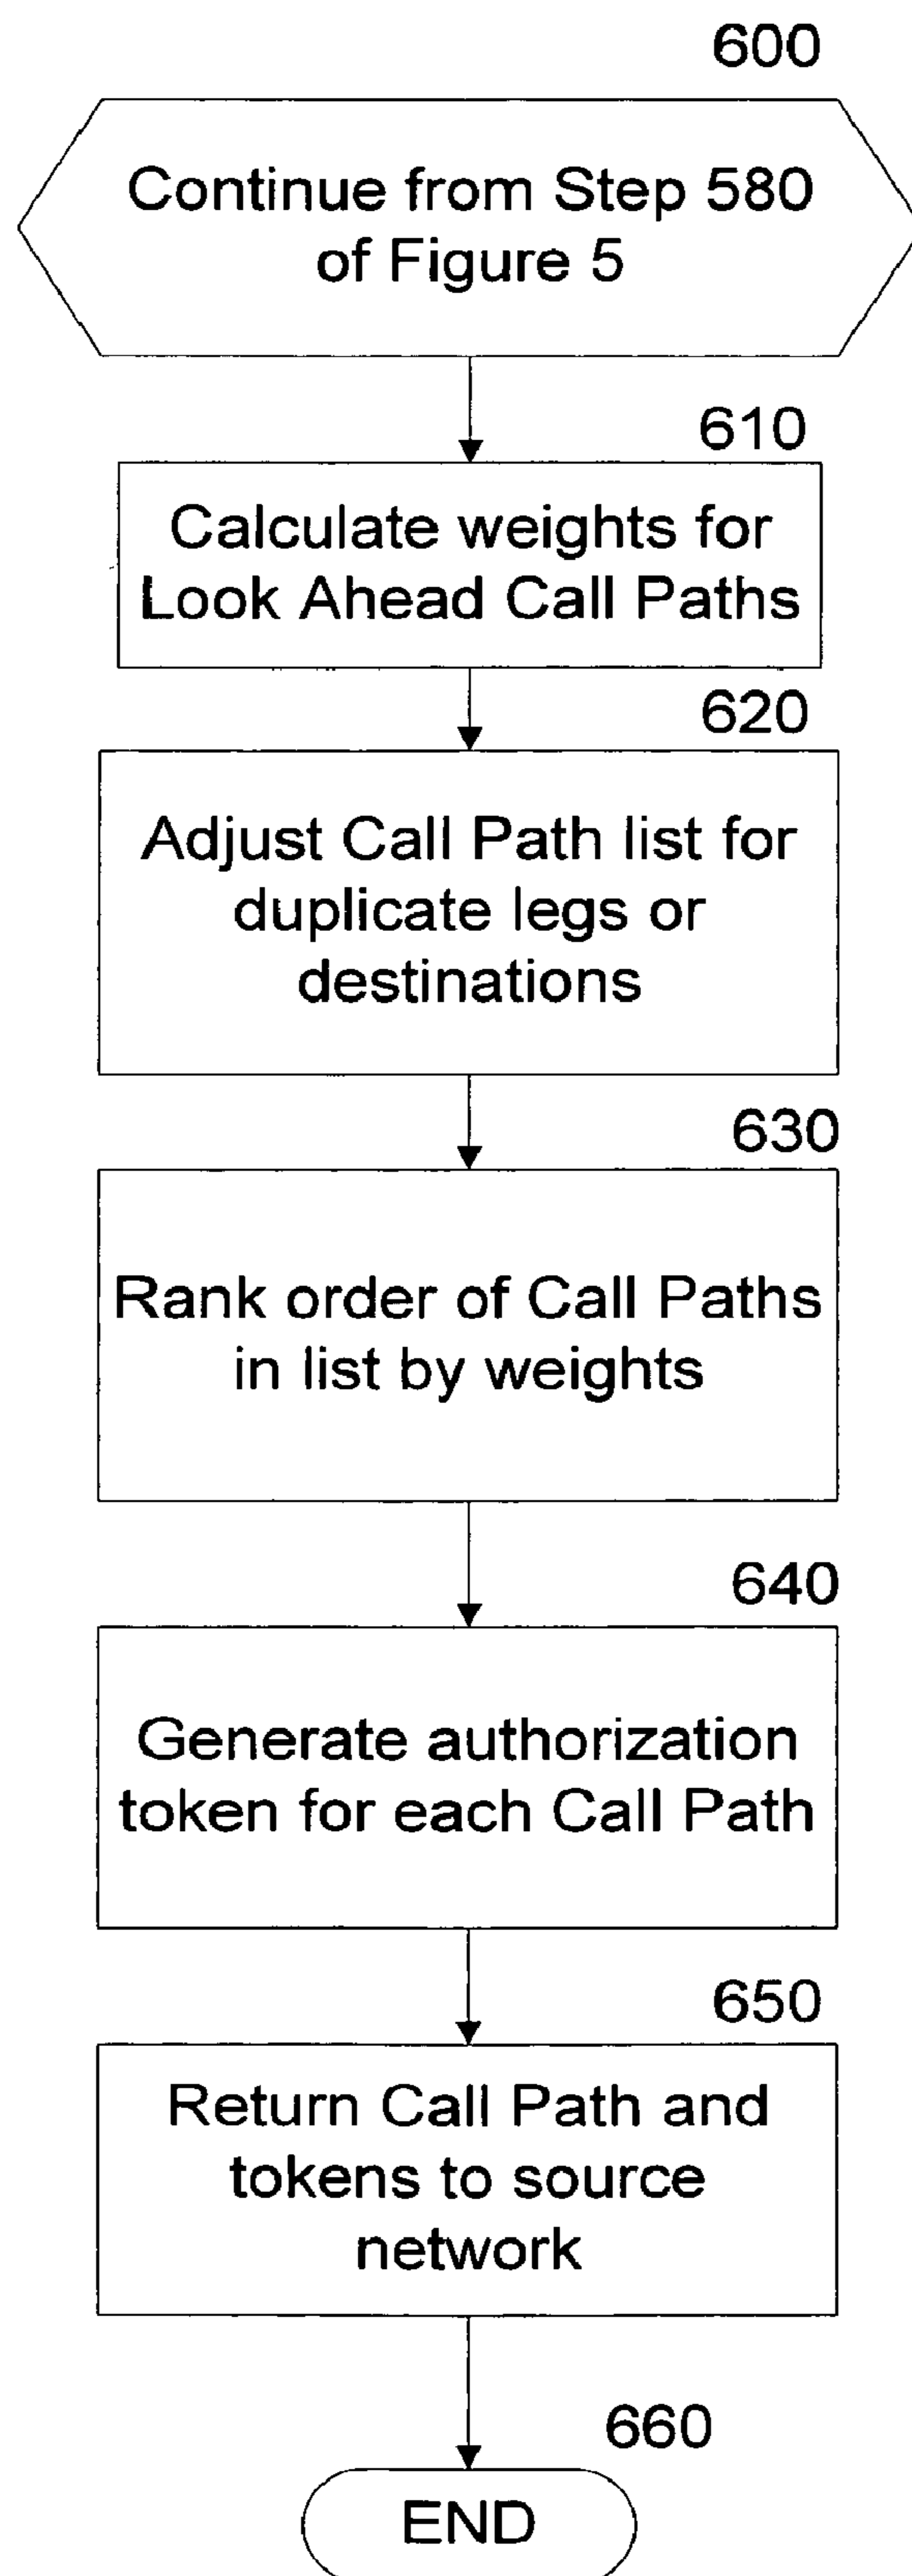 600
Continue from Step 580
of Figure 5
610
Calculate weights for
Look Ahead Call Paths
620
Adjust Call Path list for
duplicate legs or
destinations
630
Rank order of Call Paths
in list by weights
640
Generate authorization
token for each Call Path
650
Return Call Path and
tokens to source
network
660
END